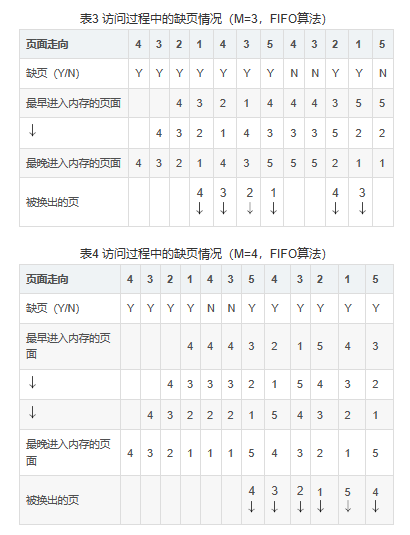 表3 访问过程中的缺页情况（M=3，FIFO算法）
页面走向 4 3 2 1 4 3 5 4 3 2 1 5
缺页（Y/N） Y Y Y Y Y Y Y N N Y Y N
最早进入内存的页面 4 3 2 1 4 4 4 3 5 5
↓ 4 3 2 1 4 3 3 3 5 2 2
最晚进入内存的页面 4 3 2 1 4 3 5 5 5 2 1 1
4 3 2 1 4 3
被换出的页 ↓ ↓ ↓ ↓ ↓ ↓
表4 访问过程中的缺页情况（M=4，FIFO算法）
页面走向 4 3 2 1 4 3 5 4 3 2 1 5
缺页（Y/N） Y Y Y Y N N Y Y Y Y Y Y
最早进入内存的页
面 4 4 4 3 2 1 5 4 3
↓ 4 3 3 3 2 1 5 4 3 2
↓ 4 3 2 2 2 1 5 4 3 2 1
最晚进入内存的页
面 4 3 2 1 1 1 5 4 3 2 1 5
4 3 2 1 5 4
被换出的页 ↓ ↓ ↓ ↓ ↓ ↓